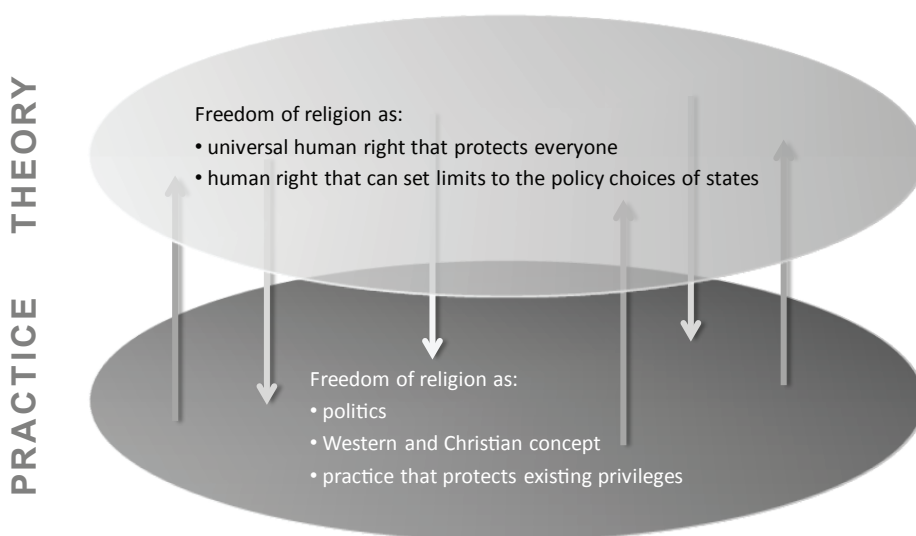 THEORY
Freedom of religion as:
• universal human right that protects everyone
• human right that can set limits to the policy choices of states
PRACTICE
Freedom of religion as:
• politics
• Western and Christian concept
• practice that protects existing privileges